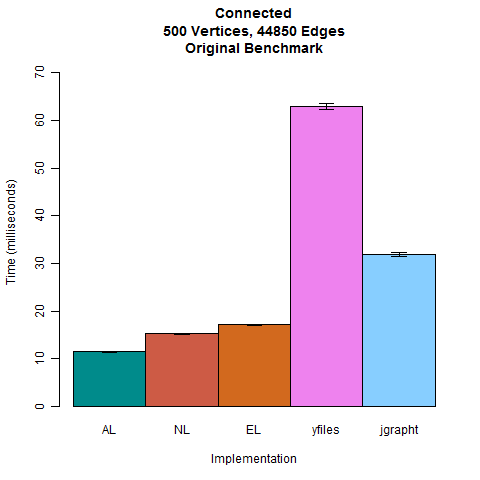 Connected
500 Vertices, 44850 Edges
Original Benchmark
Time (milliseconds)
70
60
50
40
30
20
10
0
AL NL EL yfiles jgrapht
Implementation